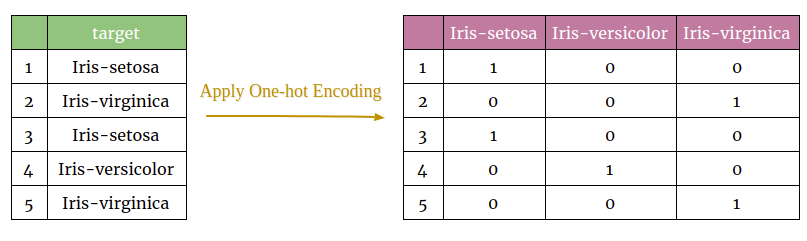 target
1 Iris-setosa
2 Iris-virginica
3 Iris-setosa
4 Iris-versicolor
5 Iris-virginica
Apply One-hot Encoding
Iris-setosa Iris-versicolor Iris-virginica
1 1 0 0
2 0 0 1
3 1 0 0
4 0 1 0
5 0 0 1